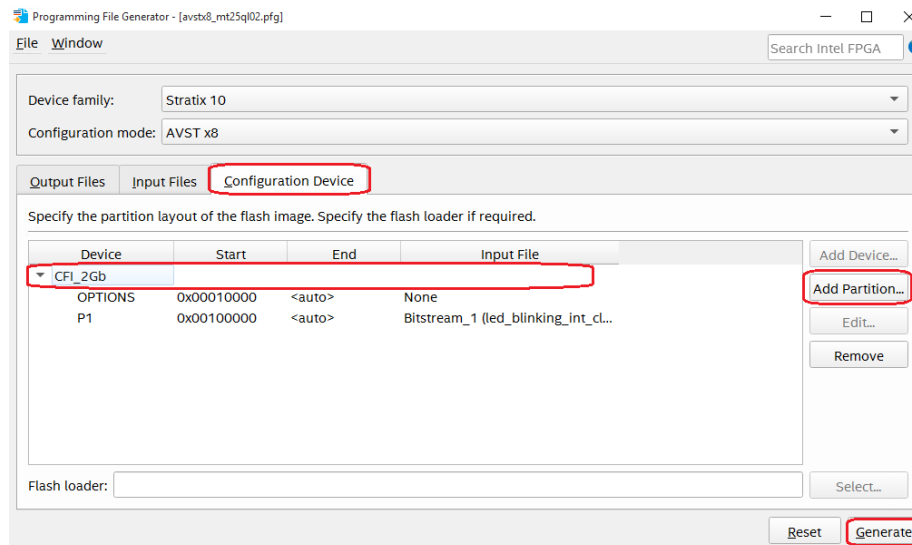 Programming File Generator - [avstx8_mt25ql02.pfg]
File Window
Search Intel FPGA
Device family: Stratix 10
Configuration mode: AVST x8
Output Files Input Files Configuration Device
Specify the partition layout of the flash image. Specify the flash loader if required.
Device Start End Input File
Add Device...
CFI_2Gb
Add Partition...
OPTIONS 0x00010000 <auto> None
P1 0x00100000 <auto> Bitstream_1 (led_blinking_int_cl...
Edit...
Remove
Flash loader:
Select...
Reset Generate